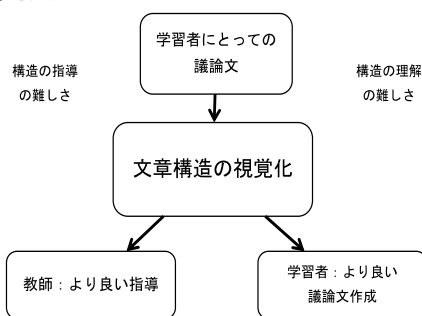 学習者にとっての
議論文
構造の指導
の難しさ
構造の理解
の難しさ
文章構造の視覚化
教師：より良い指導
学習者：より良い
議論文作成